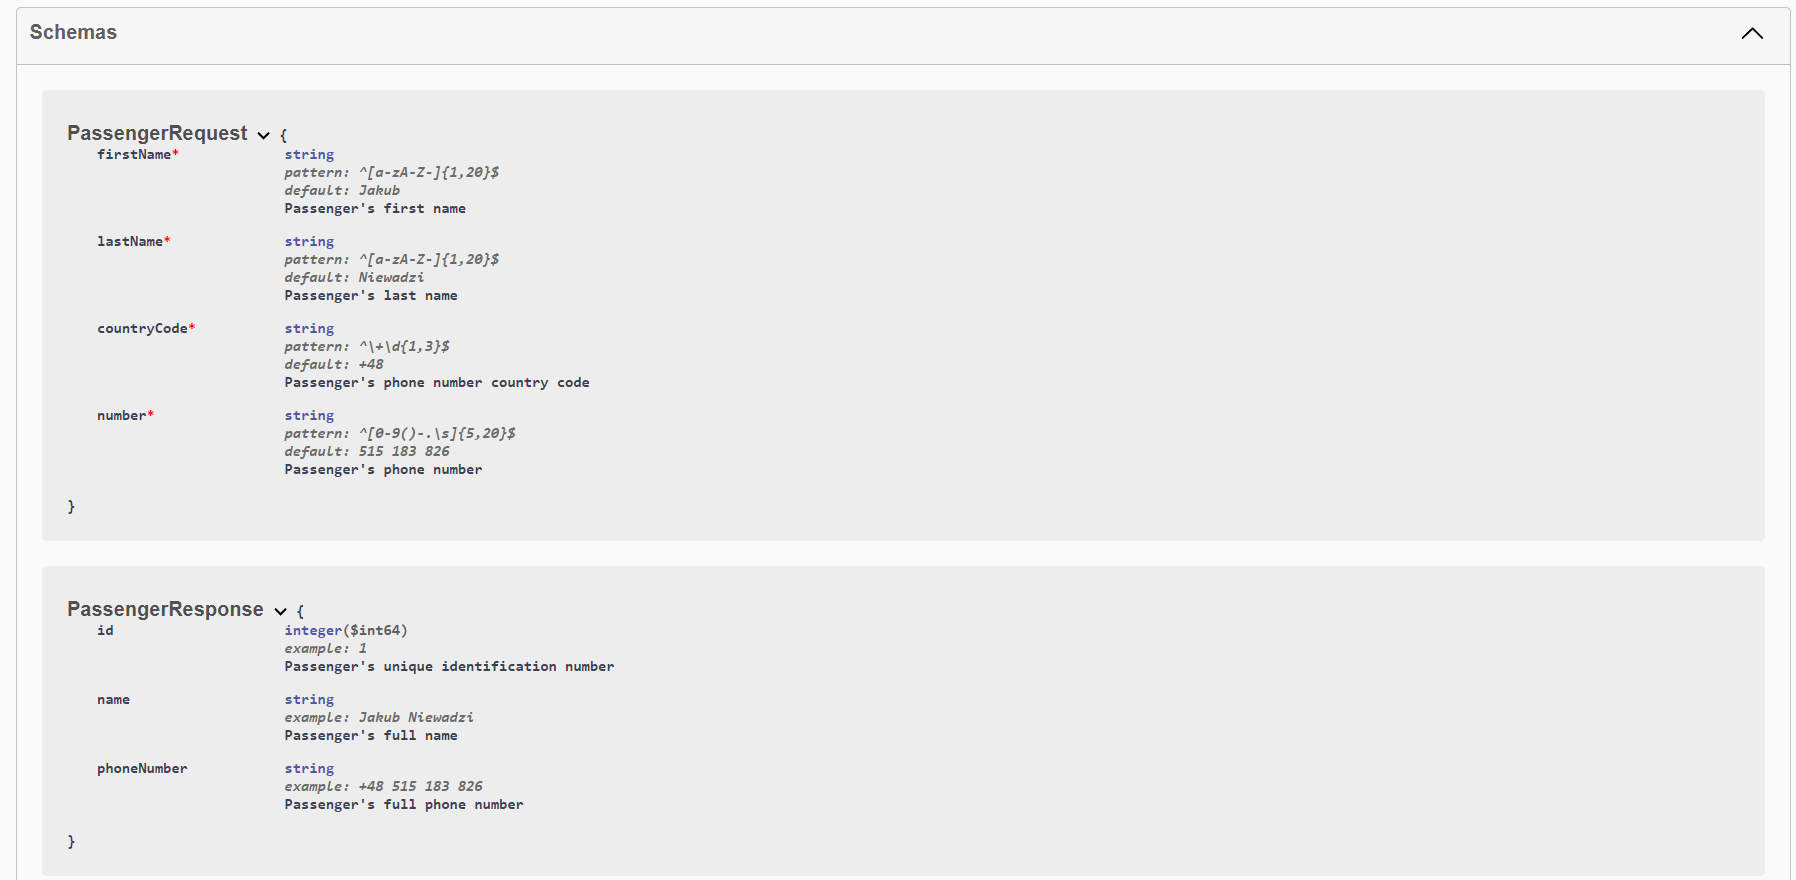 Schemas
PassengerRequest {
firstName* string
pattern: ^[a-zA-Z-]{1,20}$
default: Jakub
Passenger's first name
lastName* string
pattern: ^[a-zA-Z-]{1,20}$
default: Niewadzi
Passenger's last name
countryCode* string
pattern: ^\+\d{1,3}$
default: +48
Passenger's phone number country code
number* string
pattern: ^[0-9()-.\s]{5,20}$
default: 515 183 826
Passenger's phone number
}
PassengerResponse {
id integer($int64)
example: 1
Passenger's unique identification number
name string
example: Jakub Niewadzi
Passenger's full name
phoneNumber string
example: +48 515 183 826
Passenger's full phone number
}